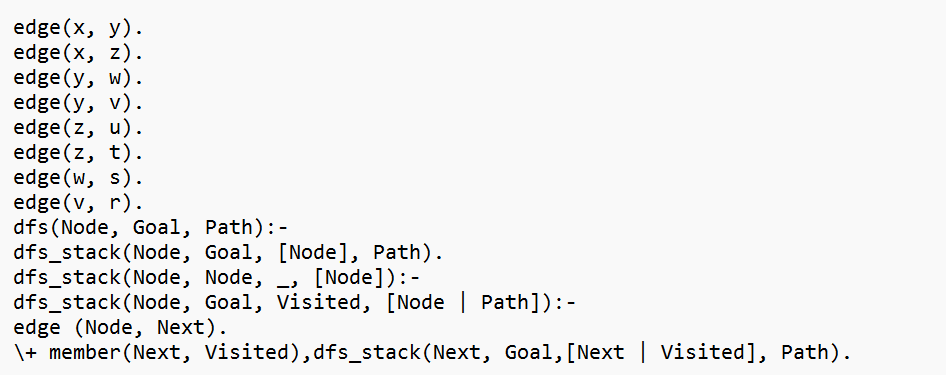 edge(x, y).
edge(x, z).
edge(y, w).
edge(y, v).
edge(z, u).
edge(z, t).
edge(w, s).
edge(v, r).
dfs(Node, Goal, Path):-
dfs_stack(Node, Goal, [Node], Path).
dfs_stack(Node, Node, _, [Node]):-
dfs_stack(Node, Goal, Visited, [Node | Path]):-
edge (Node, Next).
\+ member(Next, Visited),dfs_stack(Next, Goal,[Next | Visited], Path).